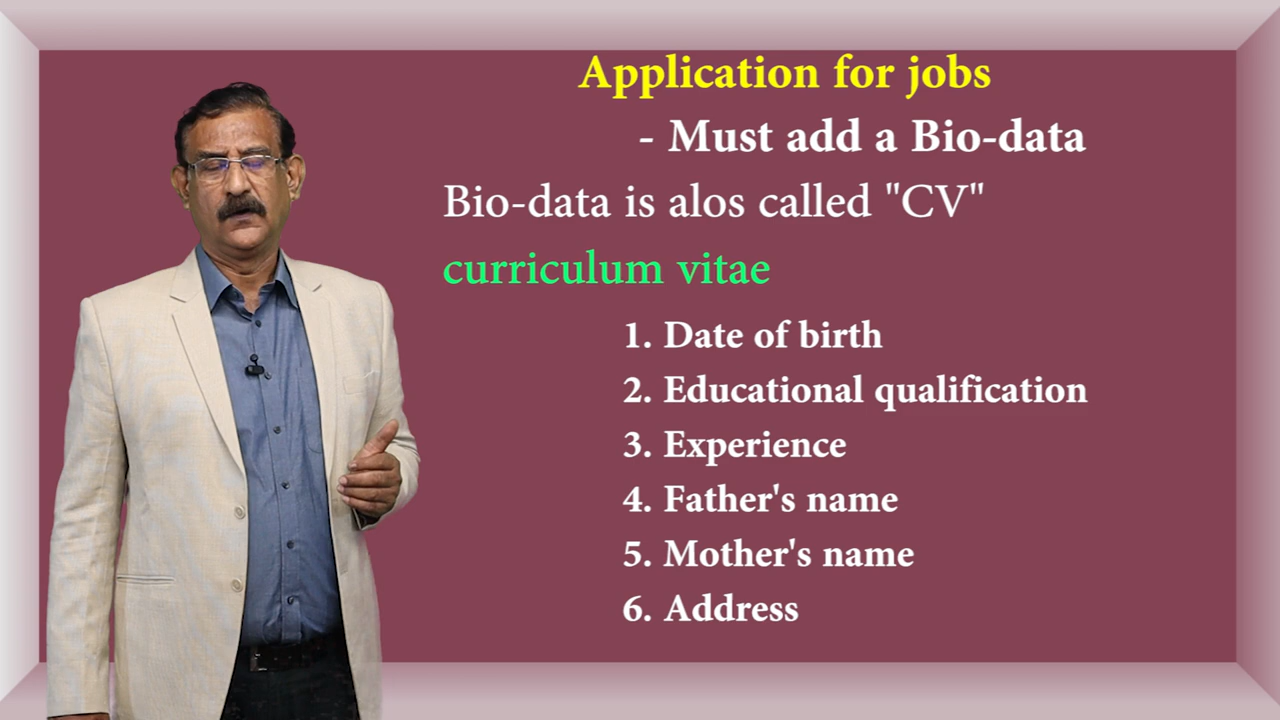 Application for jobs
- Must add a Bio-data
Bio-data is alos called "CV"
curriculum vitae
1. Date of birth
2. Educational qualification
3. Experience
4. Father's name
5. Mother's name
6. Address